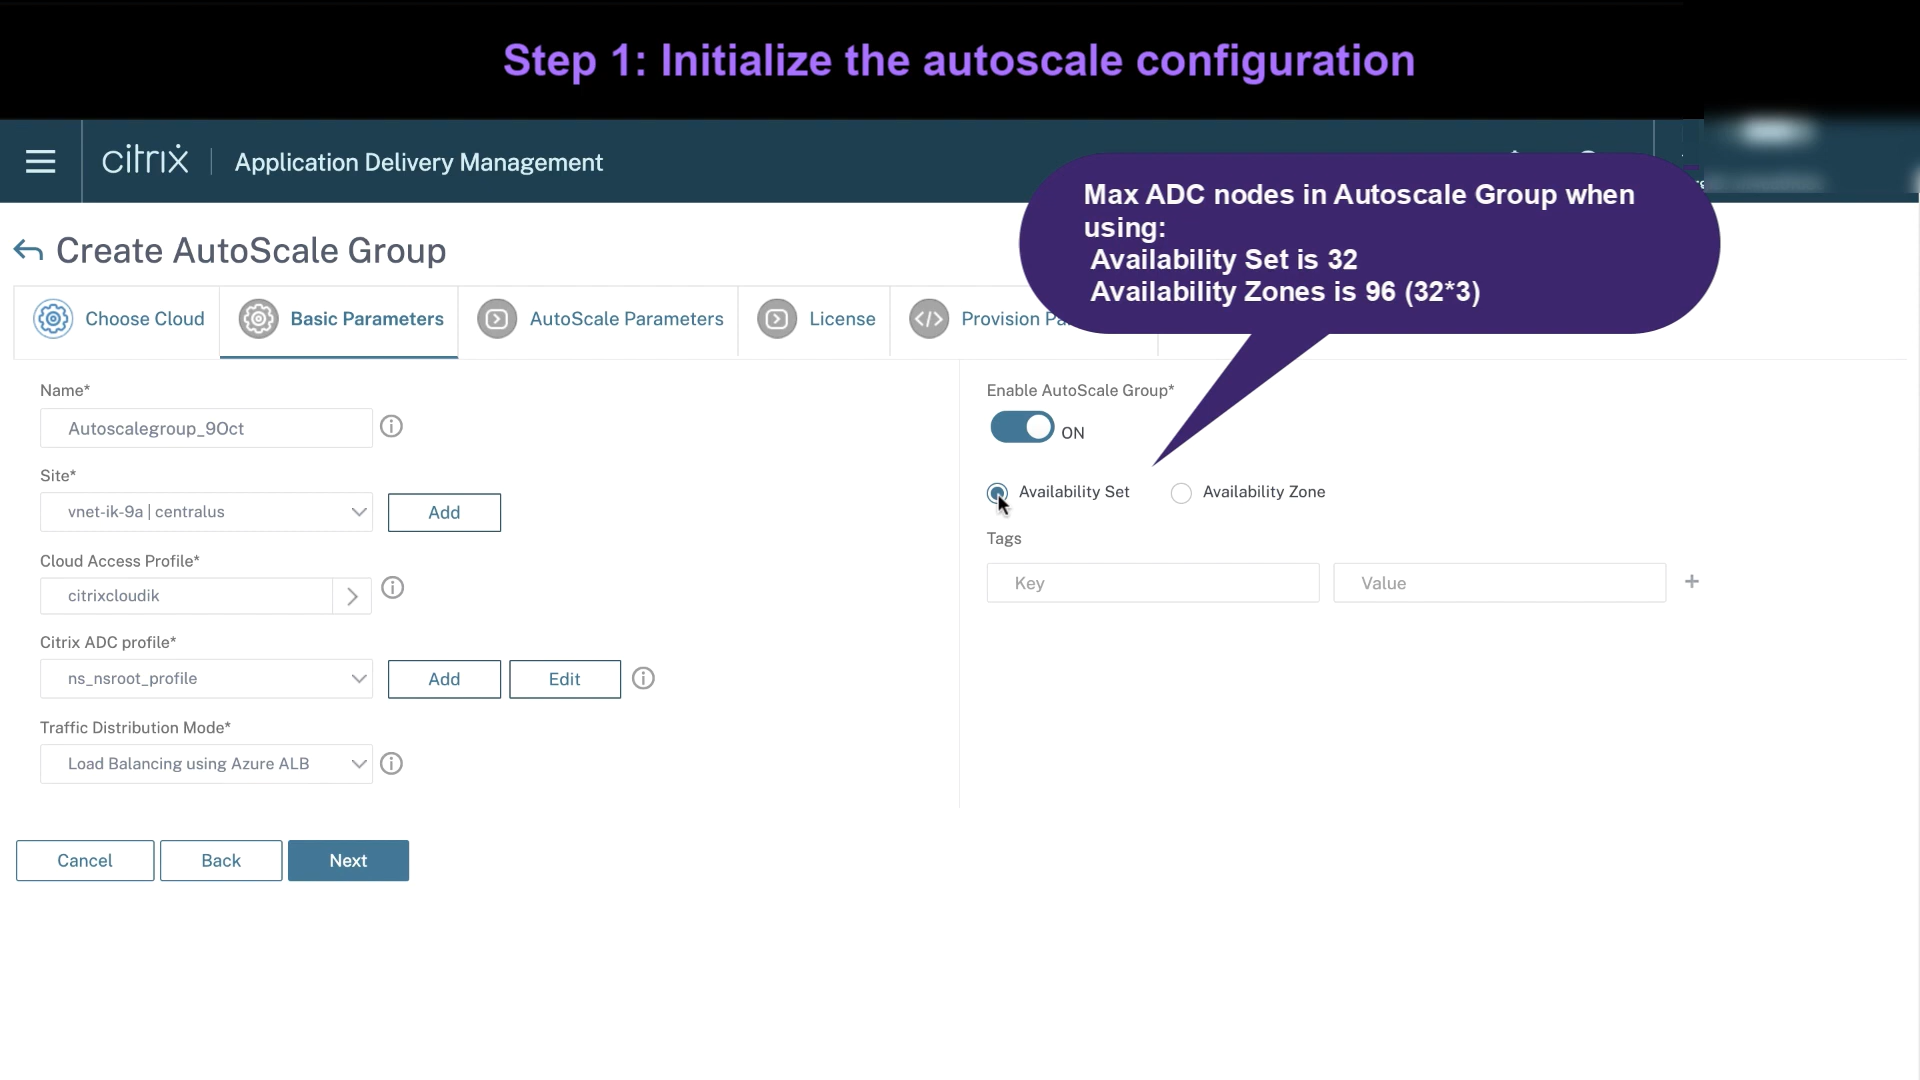 Step 1: Initialize the autoscale configuration
citrix Application Delivery Management
Max ADC nodes in Autoscale Group when
using:
Availability Set is 32
Availability Zones is 96 (32*3)
Create AutoScale Group
Choose Cloud
Basic Parameters
AutoScale Parameters
License
Provision
Name*
Autoscalegroup_9Oct
Site*
vnet-ik-9a | centralus
Add
Cloud Access Profile*
citrixcloudik
Citrix ADC profile*
ns_nsroot_profile
Add
Edit
Traffic Distribution Mode*
Load Balancing using Azure ALB
Enable AutoScale Group*
ON
Availability Set
Availability Zone
Tags
Key
Value
Cancel
Back
Next